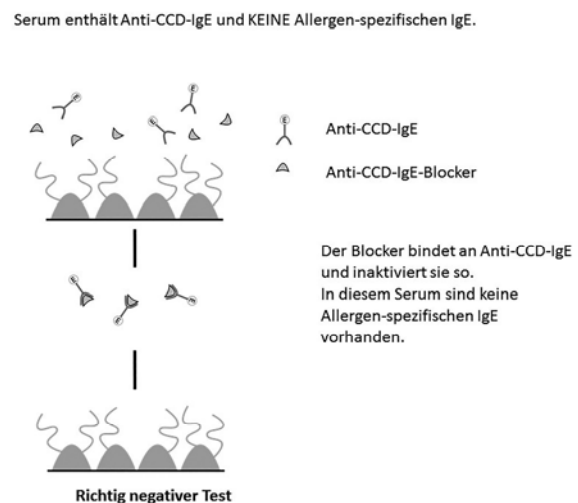 Serum enthält Anti-CCD-IgE und KEINE Allergen-spezifischen IgE.
E
E
E
E
Anti-CCD-IgE
Anti-CCD-IgE-Blocker
Der Blocker bindet an Anti-CCD-IgE
und inaktiviert sie so.
In diesem Serum sind keine
Allergen-spezifischen IgE
vorhanden.
E
E
E
Richtig negativer Test